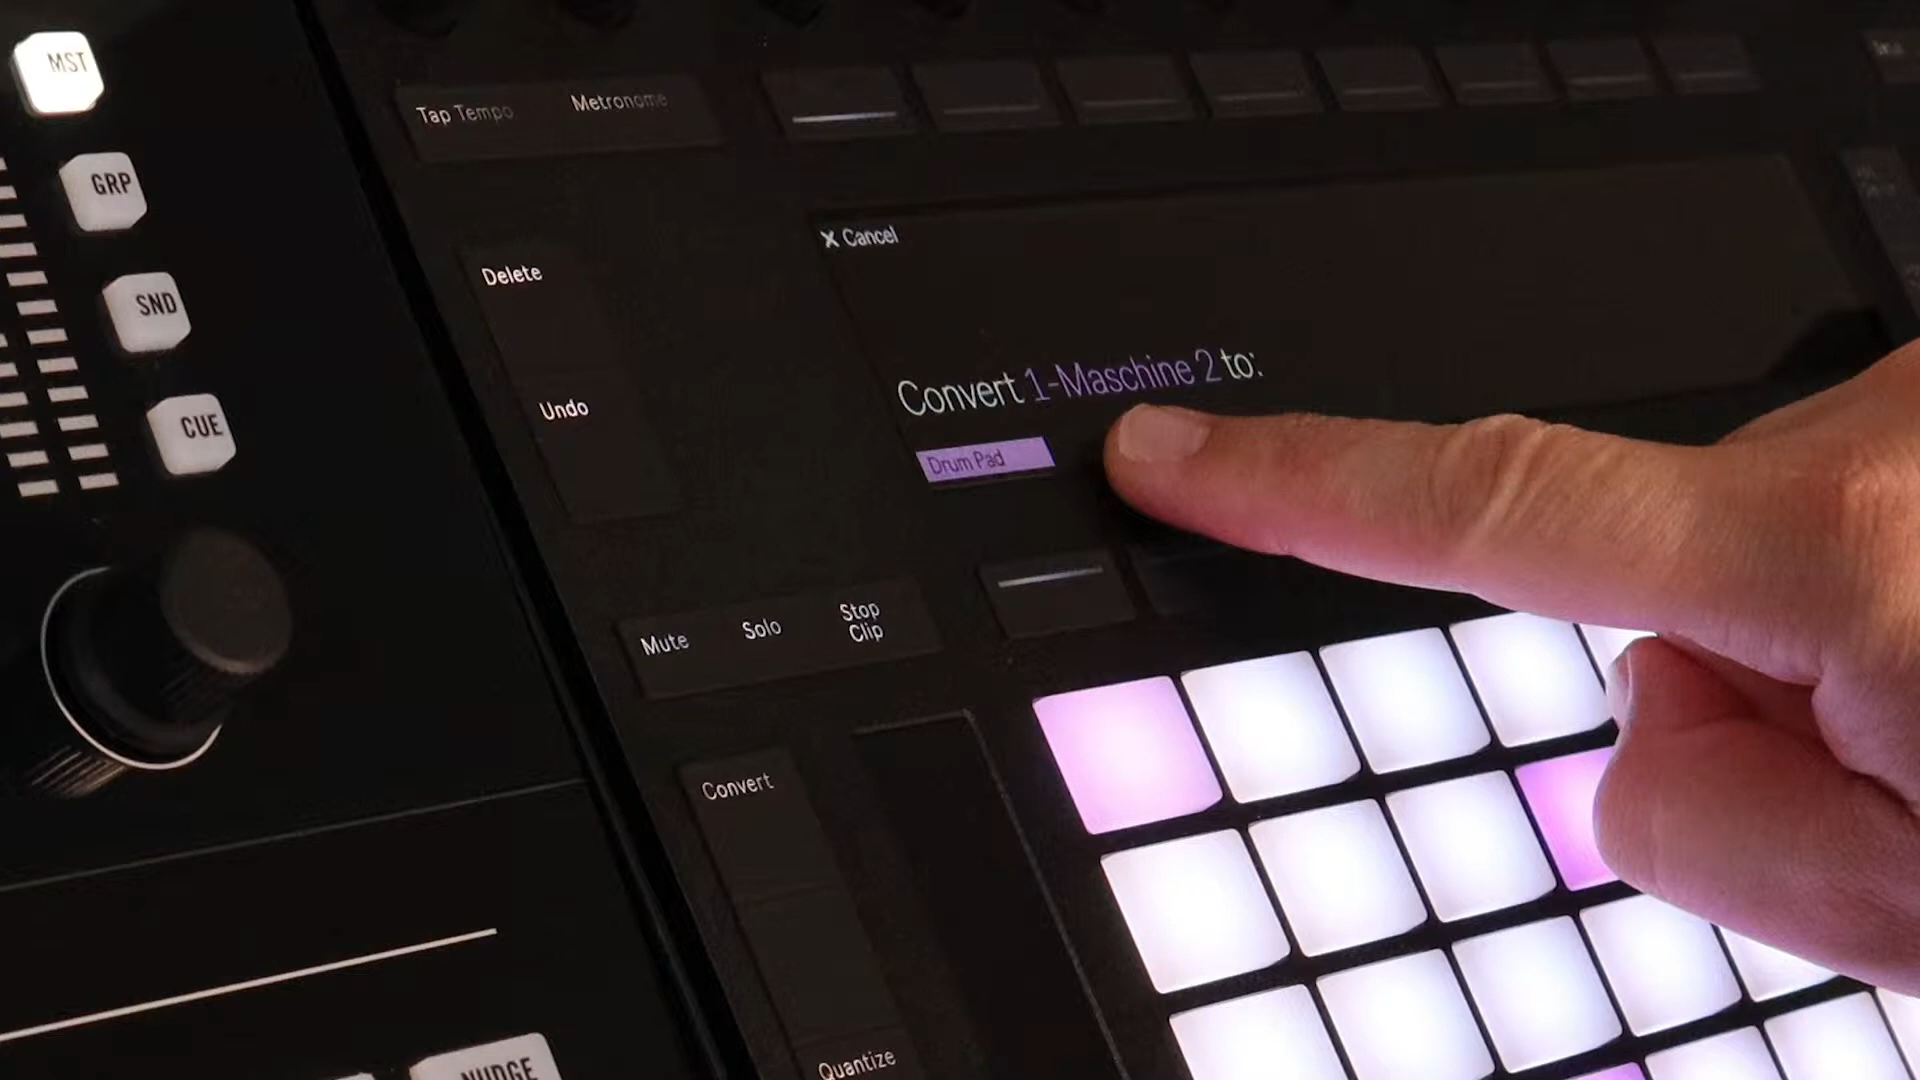 MST
Tap Tempo
Metronome
GRP
X Cancel
Delete
SND
Convert 1-Maschine 2 to:
Undo
CUE
Drum Pad
Mute
Solo
Stop
Clip
Convert
Quantize
NUDGE